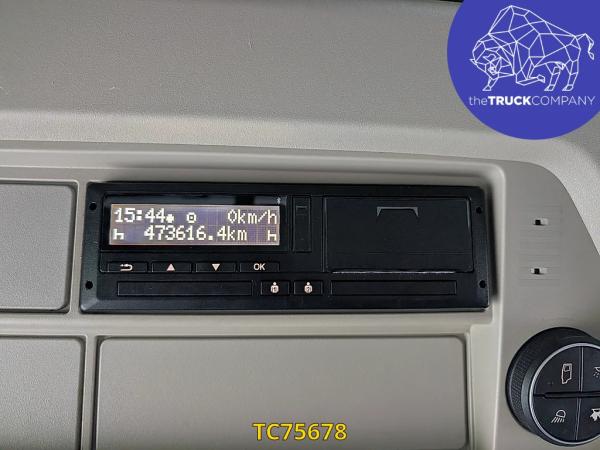 theTRUCKCOMPANY
15:44 0km/h
473616.4km
OK
TC75678